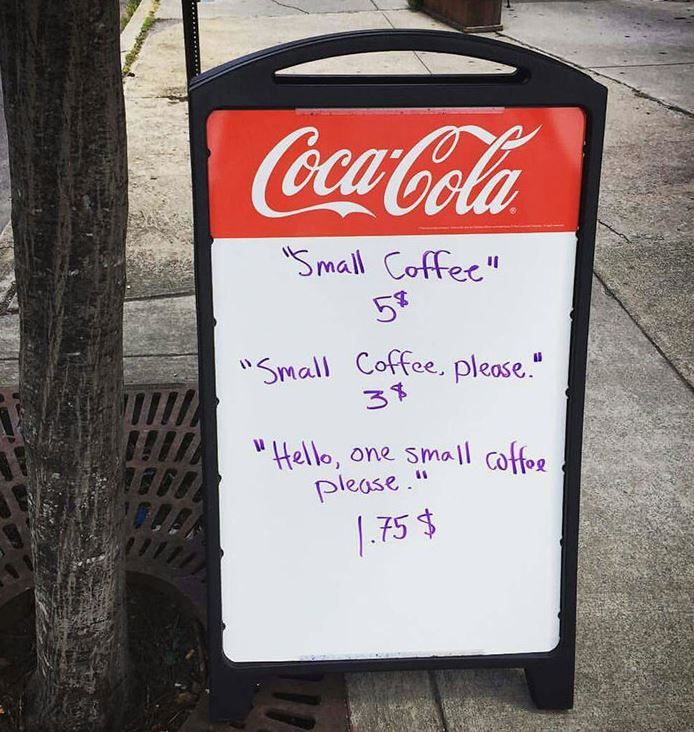 Coca-Cola
"Small Coffee"
5$
"Small Coffee, please."
3$
"Hello, one small coffee
please."
1.75 $